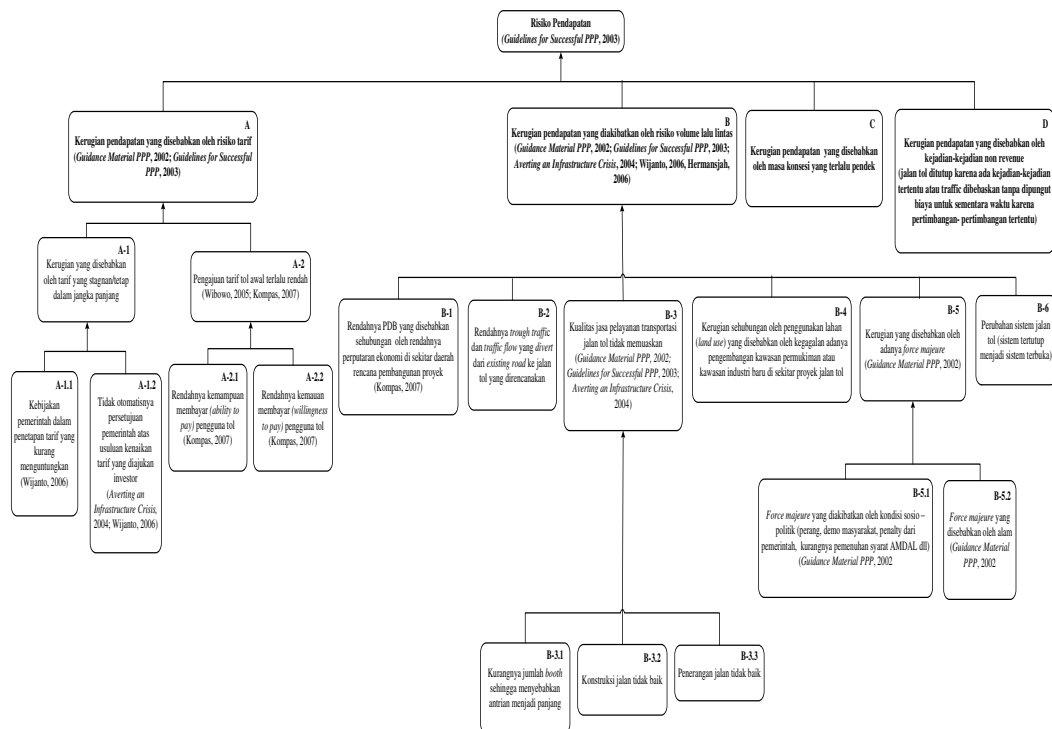 Risiko Pendapatan
(Guidelines for Successful PPP, 2003)
A
Kerugian pendapatan yang disebabkan oleh risiko tarif
(Guidance Material PPP, 2002; Guidelines for Successful
PPP, 2003)
B
Kerugian pendapatan yang diakibatkan oleh risiko volume lalu lintas
(Guidance Material PPP, 2002; Guidelines for Successful PPP, 2003;
Averting an Infrastructure Crisis, 2004; Wijanto, 2006, Hermansjah,
2006)
C
Kerugian pendapatan yang disebabkan
oleh masa konsesi yang terlalu pendek
D
Kerugian pendapatan yang disebabkan oleh
kejadian-kejadian non revenue
(jalan tol ditutup karena ada kejadian-kejadian
tertentu atau traffic dibebaskan tanpa dipungut
biaya untuk sementara waktu karena
pertimbangan- pertimbangan tertentu)
A-1
Kerugian yang disebabkan
oleh tarif yang stagnan/tetap
dalam jangka panjang
A-2
Pengajuan tarif tol awal terlalu rendah
(Wibowo, 2005; Kompas, 2007)
B-1
Rendahnya PDB yang disebabkan
sehubungan oleh rendahnya
perputaran ekonomi di sekitar daerah
rencana pembangunan proyek
(Kompas, 2007)
B-2
Rendahnya trough traffic
dan traffic flow yang divert
dari existing road ke jalan
tol yang direncanakan
B-3
Kualitas jasa pelayanan transportasi
jalan tol tidak memuaskan
(Guidance Material PPP, 2002;
Guidelines for Successful PPP, 2003;
Averting an Infrastructure Crisis,
2004)
B-4
Kerugian sehubungan oleh penggunakan lahan
(land use) yang disebabkan oleh kegagalan adanya
pengembangan kawasan permukiman atau
kawasan industri baru di sekitar proyek jalan tol
B-5
Kerugian yang disebabkan oleh
adanya force majeure
(Guidance Material PPP, 2002)
B-6
Perubahan sistem jalan
tol (sistem tertutup
menjadi sistem terbuka)
A-1.1
Kebijakan
pemerintah dalam
penetapan tarif yang
kurang
menguntungkan
(Wijanto, 2006)
A-1.2
Tidak otomatisnya
persetujuan
pemerintah atas
usuluan kenaikan
tarif yang diajukan
investor
(Averting an
Infrastructure Crisis,
2004; Wijanto, 2006)
A-2.1
Rendahnya kemampuan
membayar (ability to
pay) pengguna tol
(Kompas, 2007)
A-2.2
Rendahnya kemauan
membayar (willingness to
pay) pengguna tol
(Kompas, 2007)
B-5.1
Force majeure yang diakibatkan oleh kondisi sosio –
politik (perang, demo masyarakat, penalty dari
pemerintah, kurangnya pemenuhan syarat AMDAL dll)
(Guidance Material PPP, 2002
B-5.2
Force majeure yang
disebabkan oleh alam
(Guidance Material
PPP, 2002
B-3.1
Kurangnya jumlah booth
sehingga menyebabkan
antrian menjadi panjang
B-3.2
Konstruksi jalan tidak baik
B-3.3
Penerangan jalan tidak baik